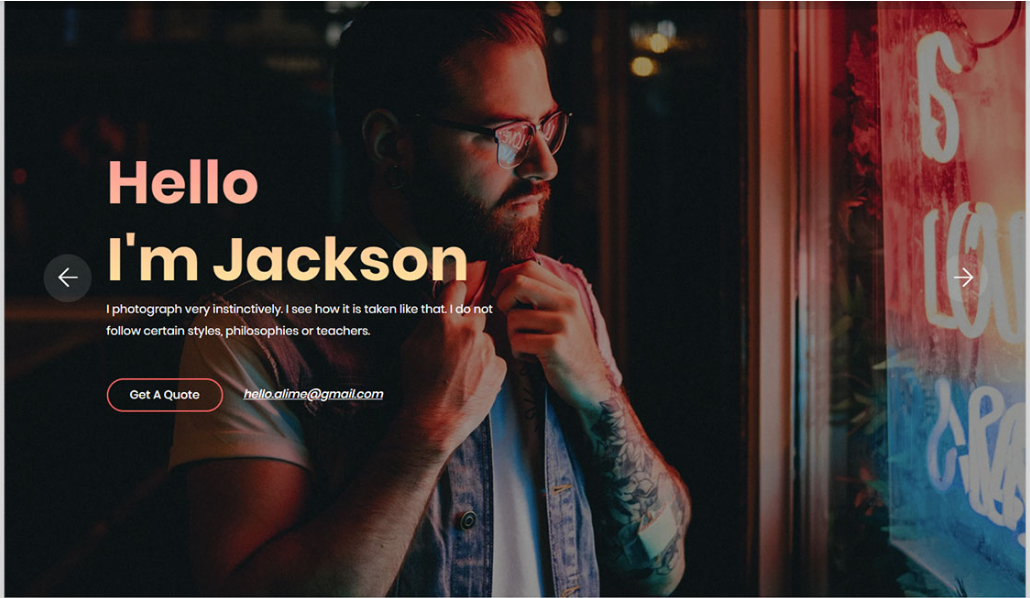 Hello
I'm Jackson
I photograph very instinctively. I see how it is taken like that. I do not
follow certain styles, philosophies or teachers.
Get A Quote
hello.alime@gmail.com